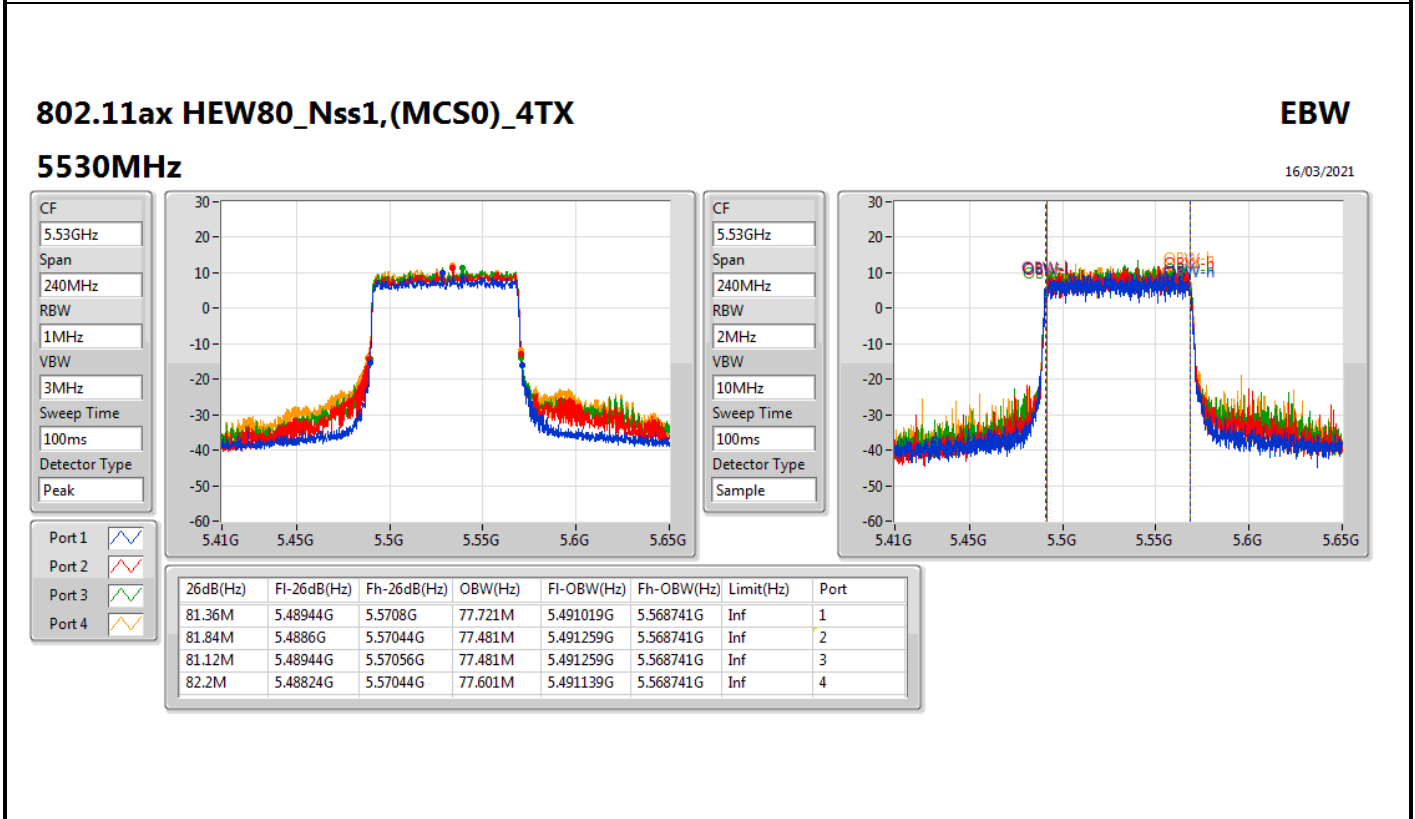 802.11ax HEW80_Nss1,(MCS0)_4TX EBW
5530MHz 16/03/2021
CF
5.53GHz
Span
240MHz
RBW
1MHz
VBW
3MHz
Sweep Time
100ms
Detector Type
Peak
30
20
10
0
-10
-20
-30
-40
-50
-60
5.41G 5.45G 5.5G 5.55G 5.6G 5.65G
CF
5.53GHz
Span
240MHz
RBW
2MHz
VBW
10MHz
Sweep Time
100ms
Detector Type
Sample
30
20
10
0
-10
-20
-30
-40
-50
-60
OBW-l OBW-h
5.41G 5.45G 5.5G 5.55G 5.6G 5.65G
Port 1
Port 2
Port 3
Port 4
26dB(Hz) Fl-26dB(Hz) Fh-26dB(Hz) OBW(Hz) Fl-OBW(Hz) Fh-OBW(Hz) Limit(Hz) Port
81.36M 5.48944G 5.5708G 77.721M 5.491019G 5.568741G Inf 1
81.84M 5.4886G 5.57044G 77.481M 5.491259G 5.568741G Inf 2
81.12M 5.48944G 5.57056G 77.481M 5.491259G 5.568741G Inf 3
82.2M 5.48824G 5.57044G 77.601M 5.491139G 5.568741G Inf 4